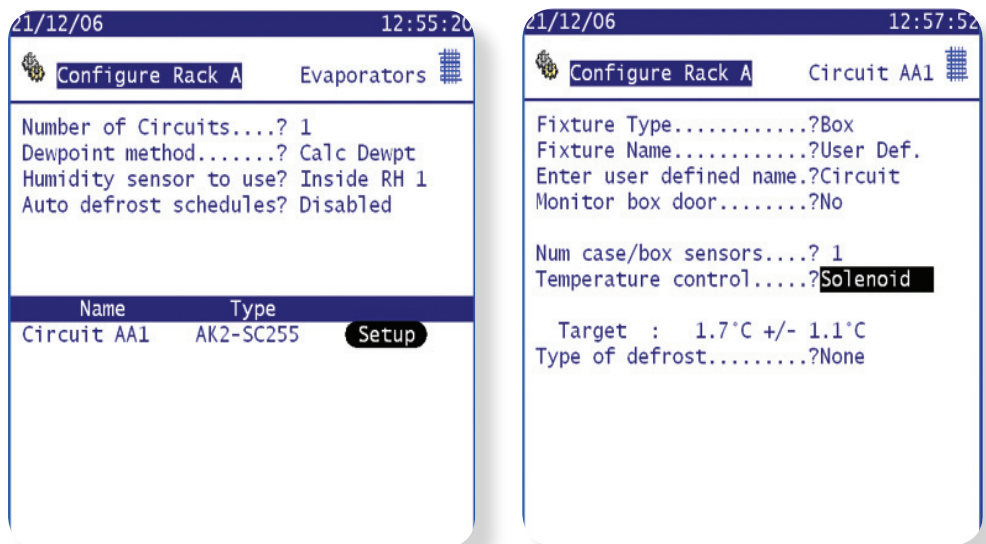 21/12/06 12:55:20
Configure Rack A Evaporators
Number of Circuits....? 1
Dewpoint method.......? Calc Dewpt
Humidity sensor to use? Inside RH 1
Auto defrost schedules? Disabled
Name Type
Circuit AA1 AK2-SC255 Setup
21/12/06 12:57:52
Configure Rack A Circuit AA1
Fixture Type............?Box
Fixture Name............?User Def.
Enter user defined name.?Circuit
Monitor box door........?No
Num case/box sensors....? 1
Temperature control.....?Solenoid
Target : 1.7°C +/- 1.1°C
Type of defrost.........?None